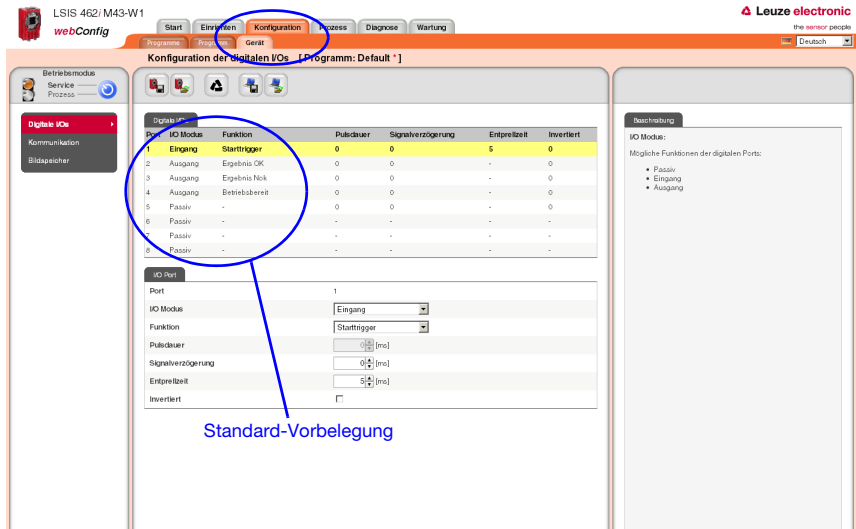 LSIS 462i M43-W1
webConfig
Start Einrichten Konfiguration Prozess Diagnose Wartung
Leuze electronic
the sensor people
Programme Programm Gerät
Deutsch
Konfiguration der digitalen I/Os [ Programm: Default * ]
Betriebsmodus
Service
Prozess
Digitale I/Os
Kommunikation
Bildspeicher
Digitale I/Os
Port I/O Modus Funktion Pulsdauer Signalverzögerung Entprellzeit Invertiert
1 Eingang Starttrigger 0 0 5 0
2 Ausgang Ergebnis OK 0 0 - 0
3 Ausgang Ergebnis Nok 0 0 - 0
4 Ausgang Betriebsbereit 0 0 - 0
5 Passiv - 0 0 - 0
6 Passiv - - - - -
7 Passiv - - - - -
8 Passiv - - - - -
I/O Port
Port 1
I/O Modus Eingang
Funktion Starttrigger
Pulsdauer 0 [ms]
Signalverzögerung 0 [ms]
Entprellzeit 5 [ms]
Invertiert
Standard-Vorbelegung
Beschreibung
I/O Modus:
Mögliche Funktionen der digitalen Ports:
• Passiv
• Eingang
• Ausgang